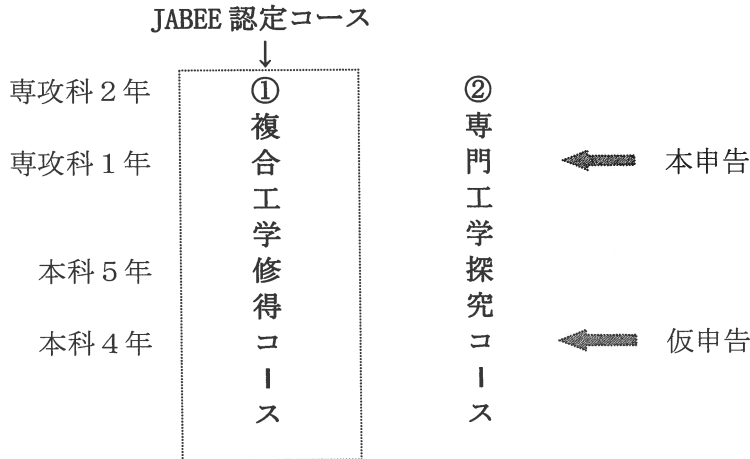 JABEE 認定コース
↓
専攻科2年
専攻科1年
本科5年
本科4年
①複合工学修得コース
②専門工学探究コース
本申告
仮申告